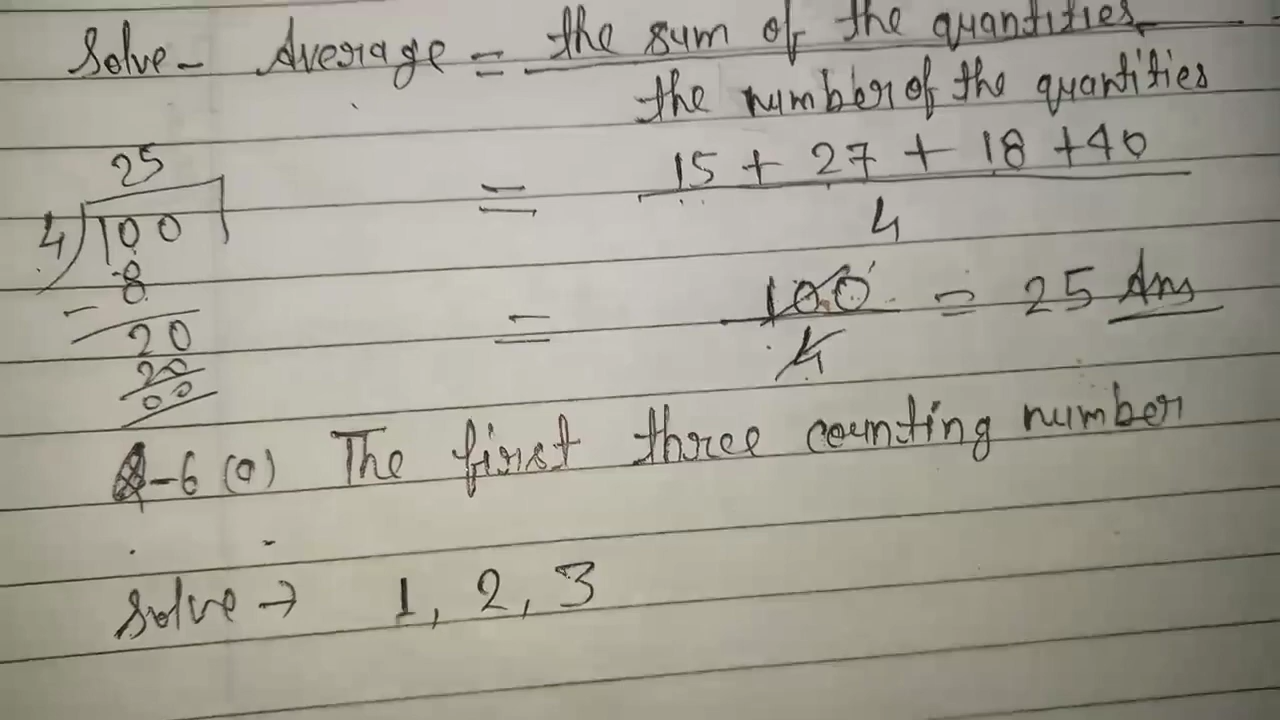 Solve - Average = the sum of the quantities
the number of the quantities
= 15 + 27 + 18 + 40
4
= 100 = 25 Ans
4
25
4)100
- 8
20
20
00
Q-6 (a) The first three counting number
Solve → 1, 2, 3